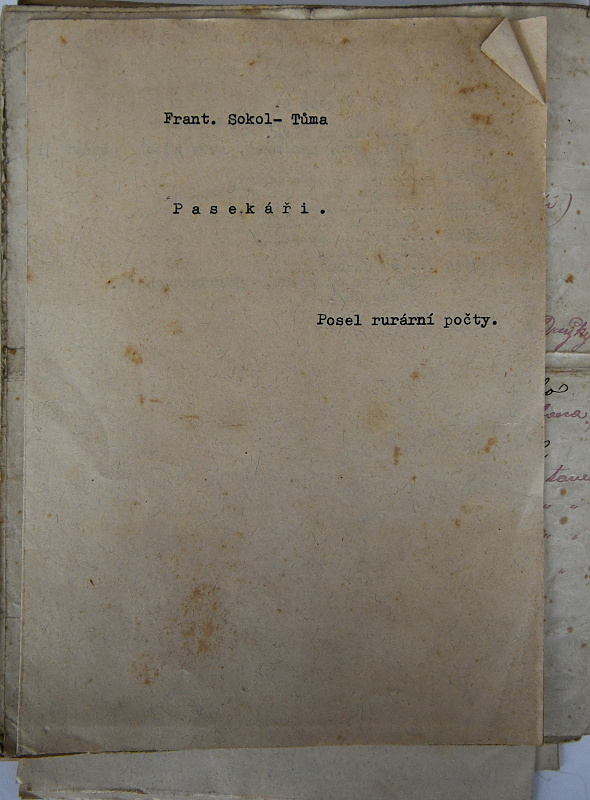 Frant. Sokol- Tůma
P a s e k á ř i .
Posel rurární počty.